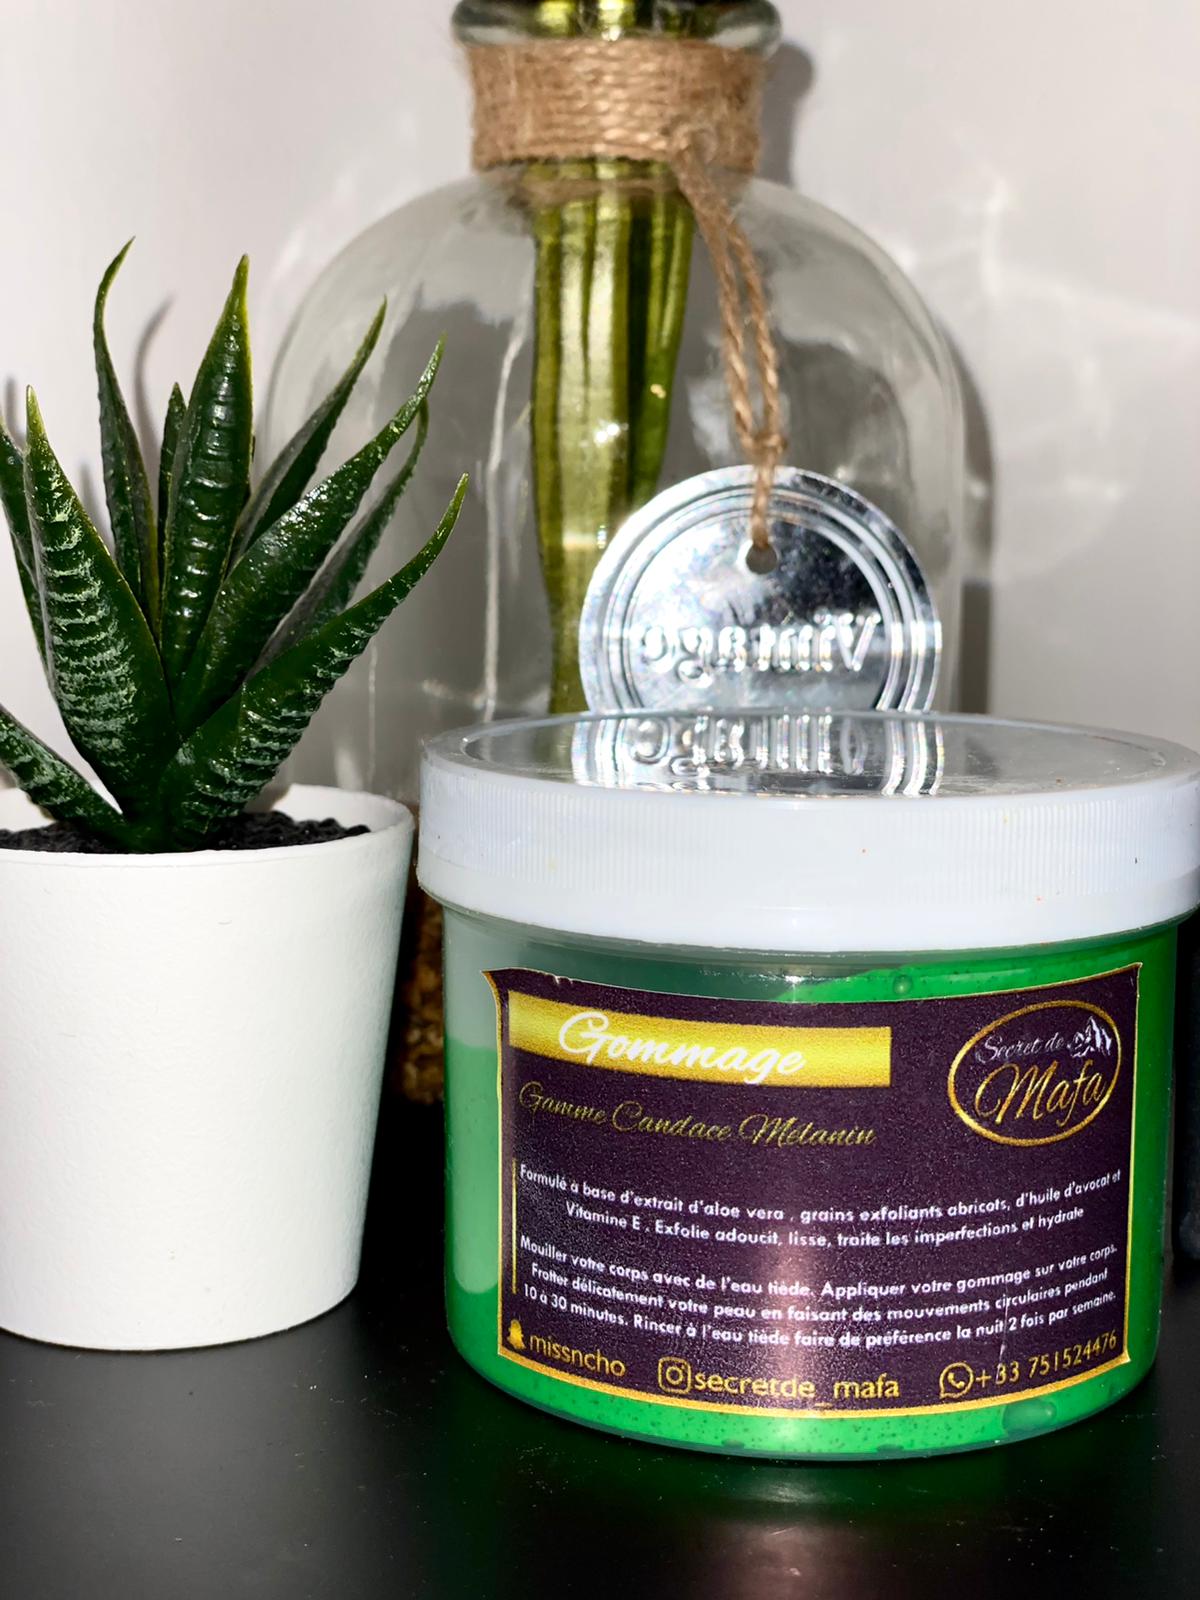 Vintage
Gommage
Secret de
Mafa
Gamme Candace Mélanin
Formulé à base d'extrait d'aloe vera , grains exfoliants abricots, d'huile d'avocat et
Vitamine E . Exfolie adoucit, lisse, traite les imperfections et hydrate
Mouiller votre corps avec de l'eau tiède. Appliquer votre gommage sur votre corps.
Frotter délicatement votre peau en faisant des mouvements circulaires pendant
10 à 30 minutes. Rincer à l'eau tiède faire de préférence la nuit 2 fois par semaine.
missncho
secretde_mafa
+33 751524476